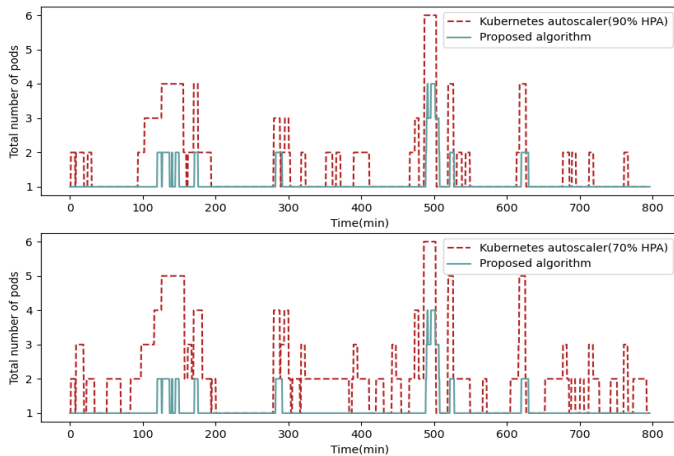 6
5
4
3
2
1
Total number of pods
Kubernetes autoscaler(90% HPA)
Proposed algorithm
0 100 200 300 400 500 600 700 800
Time(min)
6
5
4
3
2
1
Total number of pods
Kubernetes autoscaler(70% HPA)
Proposed algorithm
0 100 200 300 400 500 600 700 800
Time(min)